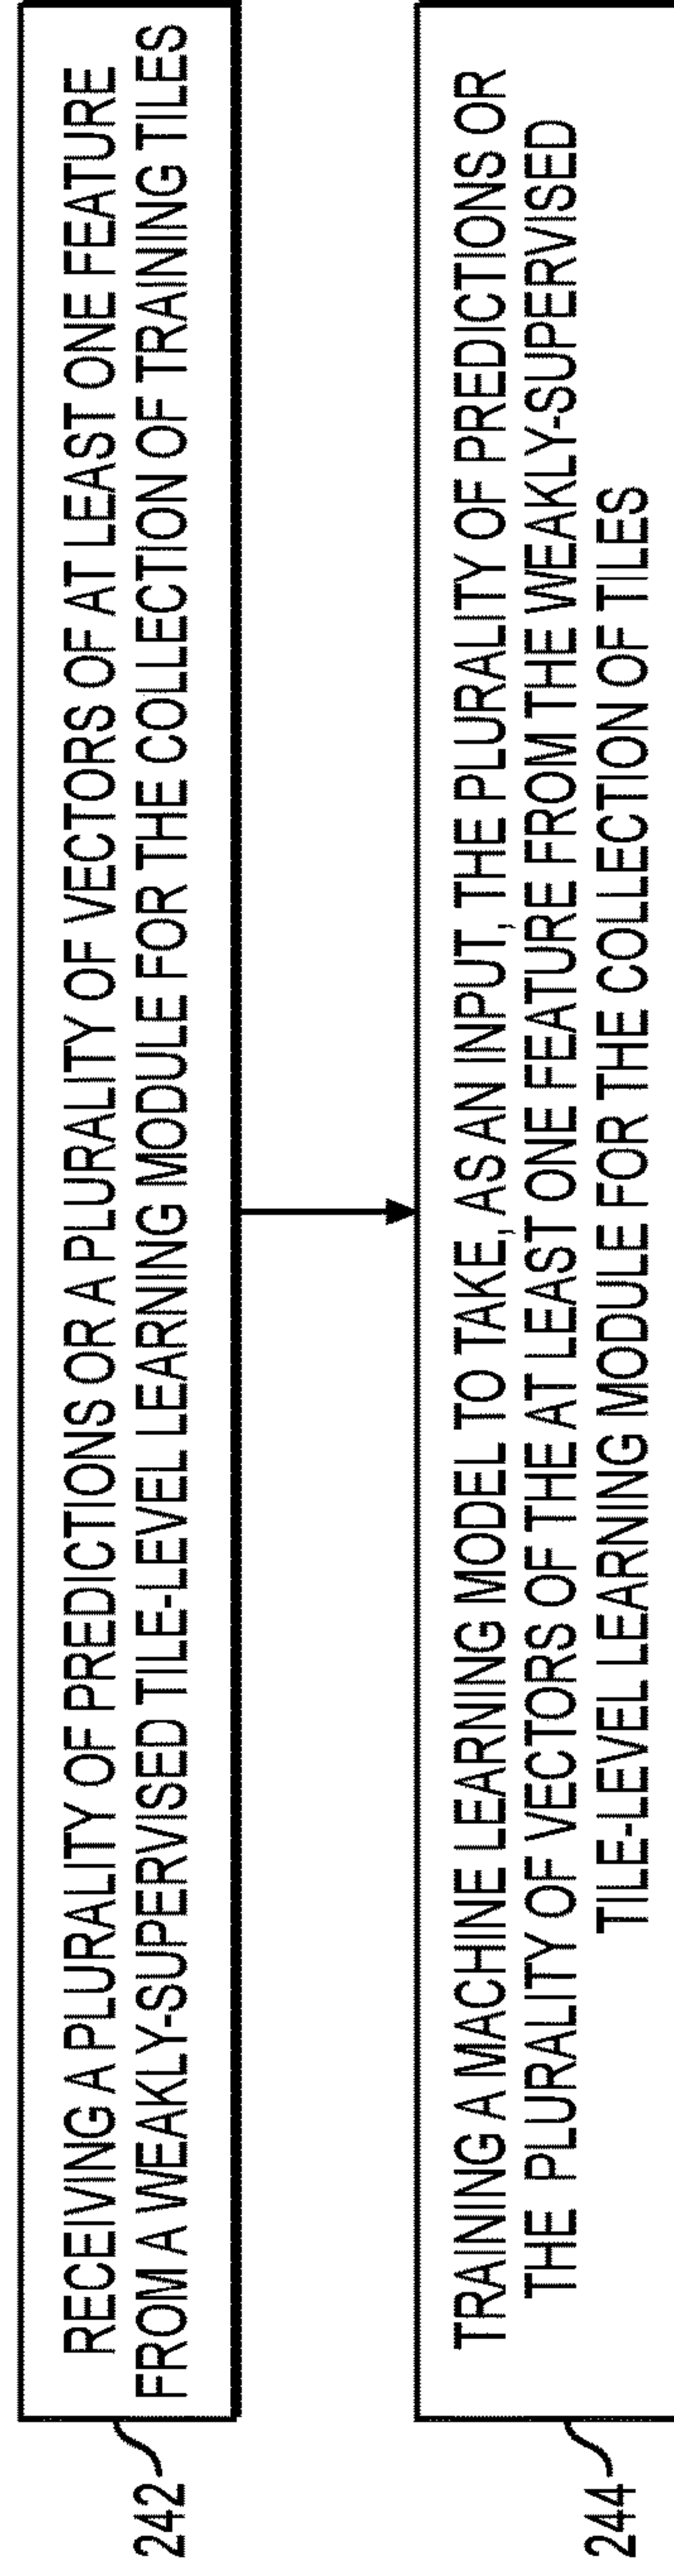 RECEIVING A PLURALITY OF PREDICTIONS OR A PLURALITY OF VECTORS OF AT LEAST ONE FEATURE
FROM A WEAKLY-SUPERVISED TILE-LEVEL LEARNING MODULE FOR THE COLLECTION OF TRAINING TILES
242
TRAINING A MACHINE LEARNING MODEL TO TAKE, AS AN INPUT, THE PLURALITY OF PREDICTIONS OR
THE PLURALITY OF VECTORS OF THE AT LEAST ONE FEATURE FROM THE WEAKLY-SUPERVISED
TILE-LEVEL LEARNING MODULE FOR THE COLLECTION OF TILES
244